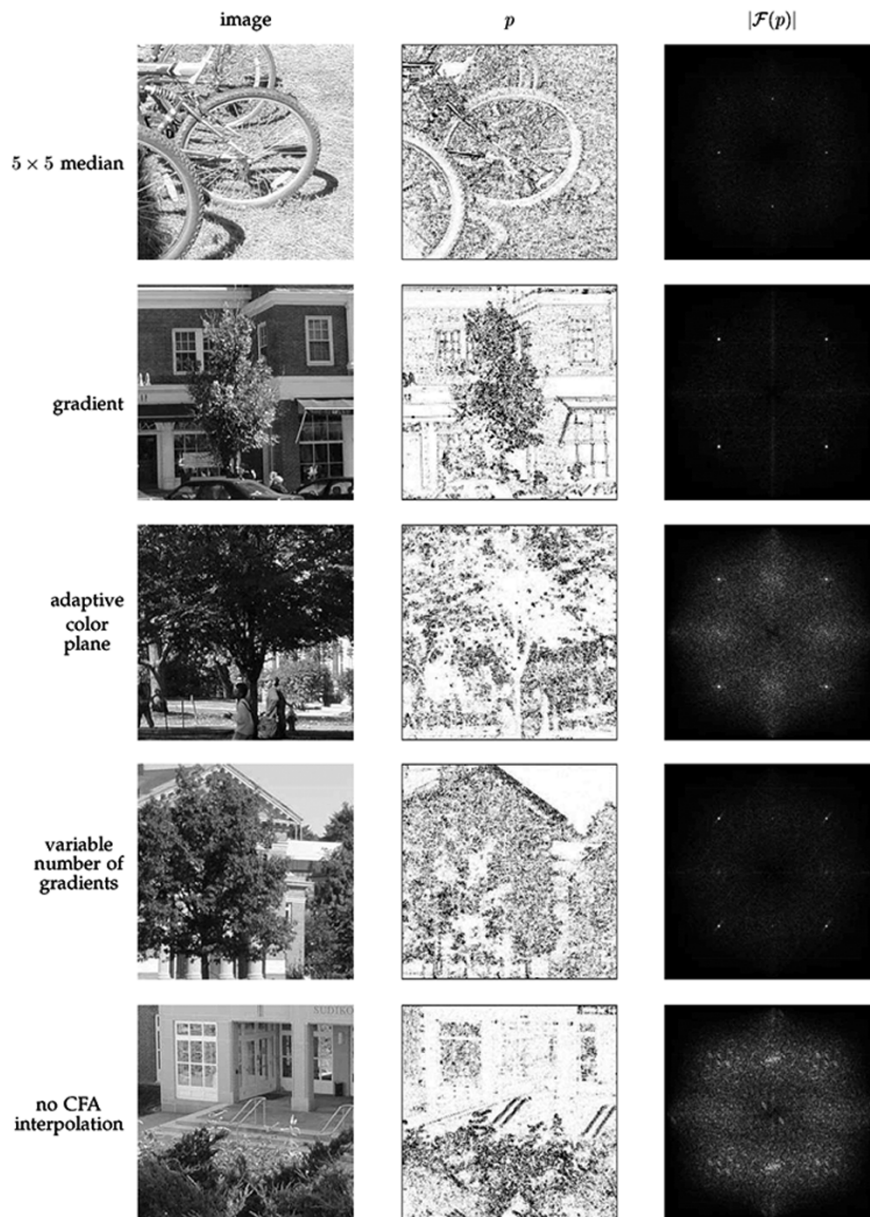 image
p
|ℱ(p)|
5 × 5 median
gradient
adaptive
color
plane
variable
number of
gradients
no CFA
interpolation